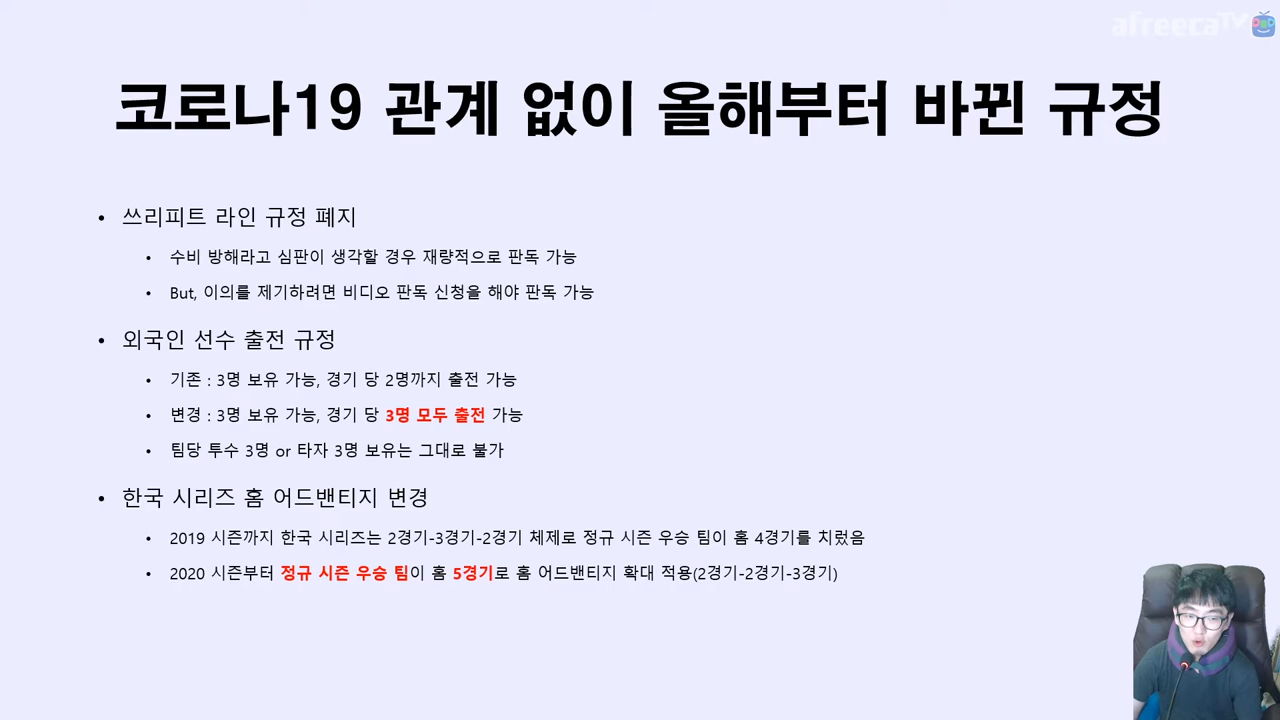 afreecaTV
코로나19 관계 없이 올해부터 바뀐 규정
• 쓰리피트 라인 규정 폐지
• 수비 방해라고 심판이 생각할 경우 재량적으로 판독 가능
• But, 이의를 제기하려면 비디오 판독 신청을 해야 판독 가능
• 외국인 선수 출전 규정
• 기존 : 3명 보유 가능, 경기 당 2명까지 출전 가능
• 변경 : 3명 보유 가능, 경기 당 3명 모두 출전 가능
• 팀당 투수 3명 or 타자 3명 보유는 그대로 불가
• 한국 시리즈 홈 어드밴티지 변경
• 2019 시즌까지 한국 시리즈는 2경기-3경기-2경기 체제로 정규 시즌 우승 팀이 홈 4경기를 치렀음
• 2020 시즌부터 정규 시즌 우승 팀이 홈 5경기로 홈 어드밴티지 확대 적용(2경기-2경기-3경기)